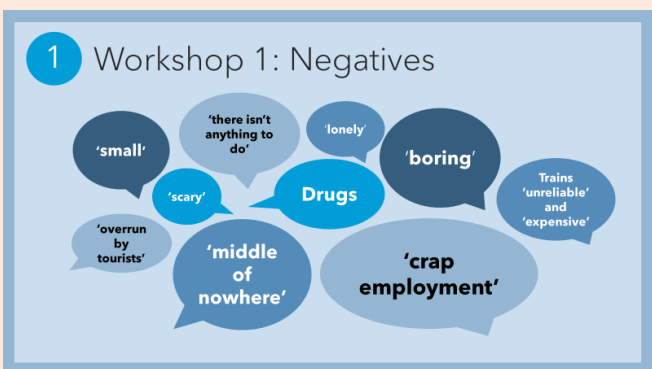 1 Workshop 1: Negatives
‘there isn’t
anything to
do’
‘lonely’
‘small’
‘boring’
‘scary’
Drugs
Trains
‘unreliable’
and
‘expensive’
‘overrun
by
tourists’
‘middle
of
nowhere’
‘crap
employment’